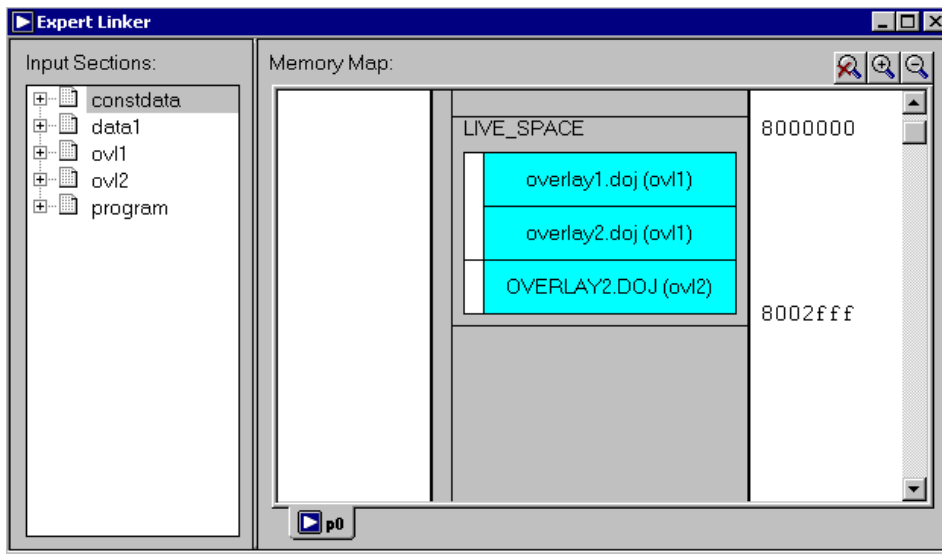 Expert Linker
Input Sections:
constdata
data1
ovl1
ovl2
program
Memory Map:
LIVE_SPACE
8000000
overlay1.doj (ovl1)
overlay2.doj (ovl1)
OVERLAY2.DOJ (ovl2)
8002fff
p0